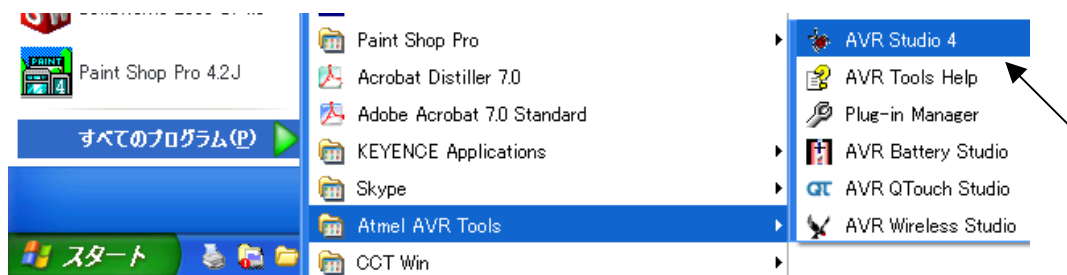 Paint Shop Pro 4.2J
すべてのプログラム(P)
スタート
Paint Shop Pro
Acrobat Distiller 7.0
Adobe Acrobat 7.0 Standard
KEYENCE Applications
Skype
Atmel AVR Tools
CCT Win
AVR Studio 4
AVR Tools Help
Plug-in Manager
AVR Battery Studio
AVR QTouch Studio
AVR Wireless Studio